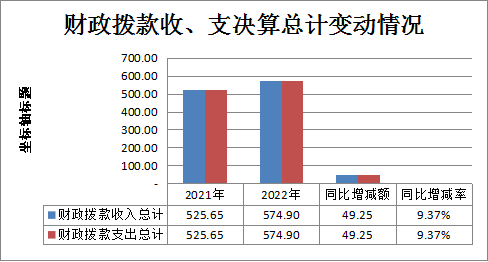 财政拨款收、支决算总计变动情况
坐标轴标题
700.00
600.00
500.00
400.00
300.00
200.00
100.00
-
2021年 2022年 同比增减额 同比增减率
财政拨款收入总计 525.65 574.90 49.25 9.37%
财政拨款支出总计 525.65 574.90 49.25 9.37%